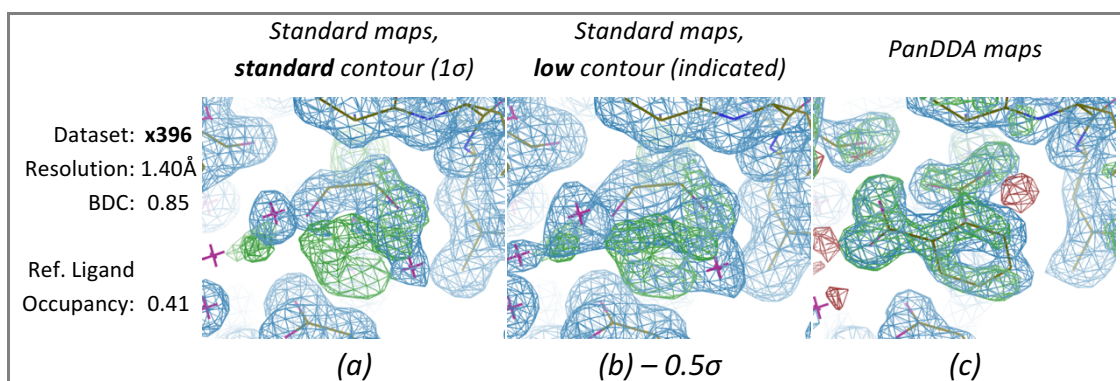 Standard maps,
standard contour (1σ)
Standard maps,
low contour (indicated)
PanDDA maps
Dataset: x396
Resolution: 1.40Å
BDC: 0.85
Ref. Ligand
Occupancy: 0.41
(a)
(b) – 0.5σ
(c)